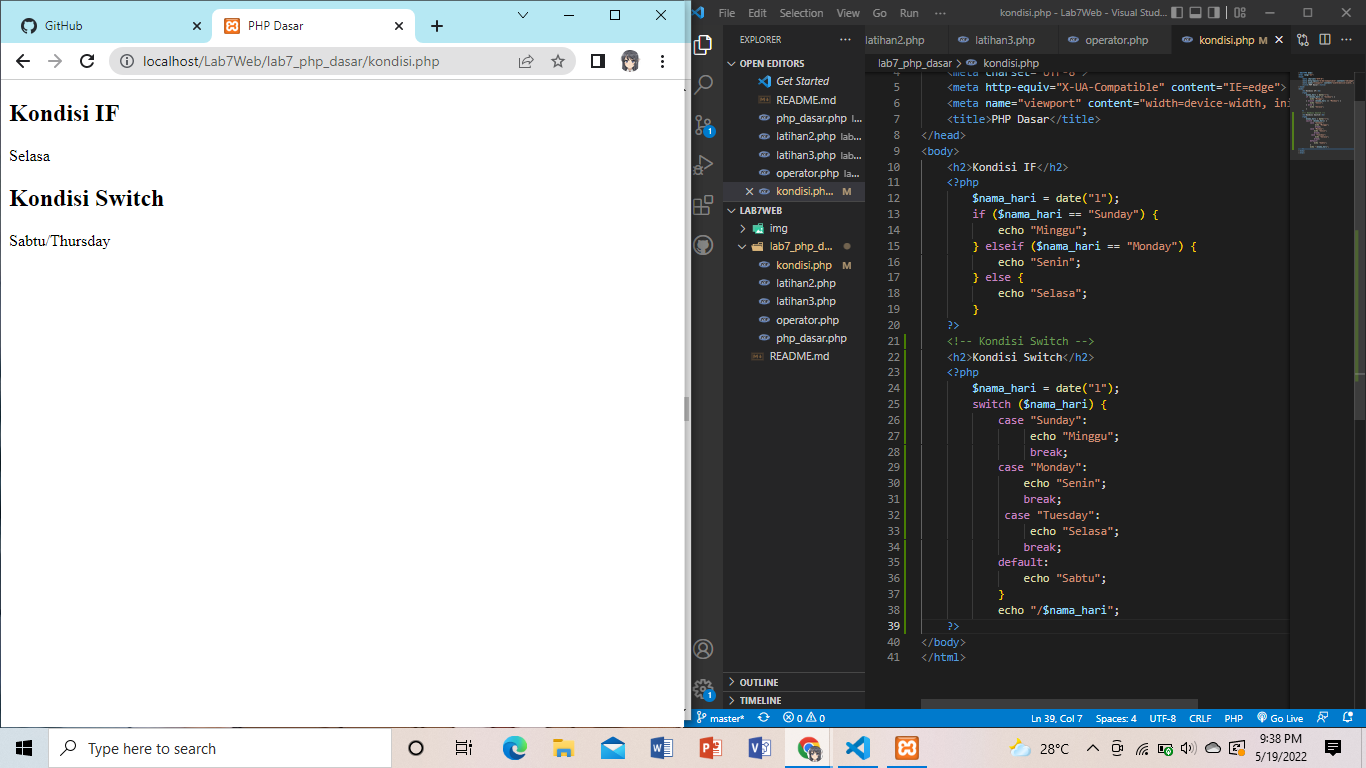 GitHub
PHP Dasar
localhost/Lab7Web/lab7_php_dasar/kondisi.php
Kondisi IF
Selasa
Kondisi Switch
Sabtu/Thursday
File Edit Selection View Go Run ···
kondisi.php - Lab7Web - Visual Stud...
EXPLORER ···
OPEN EDITORS
Get Started
README.md
php_dasar.php l...
latihan2.php lab...
latihan3.php lab...
operator.php la...
kondisi.ph... M
LAB7WEB
img
lab7_php_d...
kondisi.php M
latihan2.php
latihan3.php
operator.php
php_dasar.php
README.md
OUTLINE
TIMELINE
latihan2.php
latihan3.php
operator.php
kondisi.php M
lab7_php_dasar > kondisi.php
4 <meta charset="UTF-8">
5 <meta http-equiv="X-UA-Compatible" content="IE=edge">
6 <meta name="viewport" content="width=device-width, ini
7 <title>PHP Dasar</title>
8 </head>
9 <body>
10 <h2>Kondisi IF</h2>
11 <?php
12 $nama_hari = date("l");
13 if ($nama_hari == "Sunday") {
14 echo "Minggu";
15 } elseif ($nama_hari == "Monday") {
16 echo "Senin";
17 } else {
18 echo "Selasa";
19 }
20 ?>
21 <!-- Kondisi Switch -->
22 <h2>Kondisi Switch</h2>
23 <?php
24 $nama_hari = date("l");
25 switch ($nama_hari) {
26 case "Sunday":
27 echo "Minggu";
28 break;
29 case "Monday":
30 echo "Senin";
31 break;
32 case "Tuesday":
33 echo "Selasa";
34 break;
35 default:
36 echo "Sabtu";
37 }
38 echo "/$nama_hari";
39 ?>
40 </body>
41 </html>
1
1
master*
0 0
Ln 39, Col 7
Spaces: 4
UTF-8
CRLF
PHP
Go Live
Type here to search
28°C
9:38 PM
5/19/2022